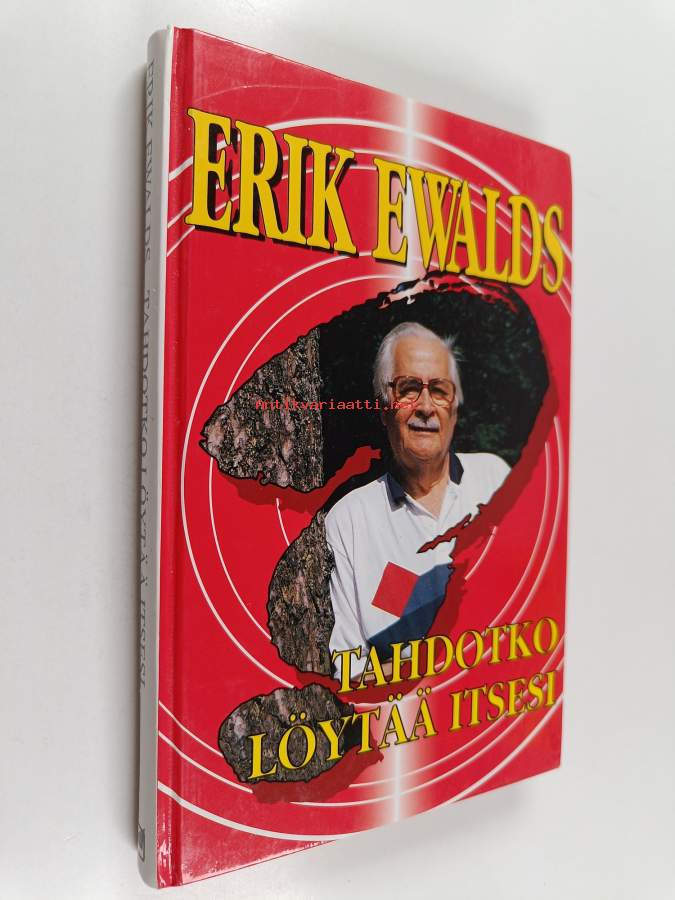 ERIK EWALDS
TAHDOTKO
LÖYTÄÄ ITSESI
ERIK EWALDS TAHDOTKO LÖYTÄÄ ITSESI
Antikvariaatti.net